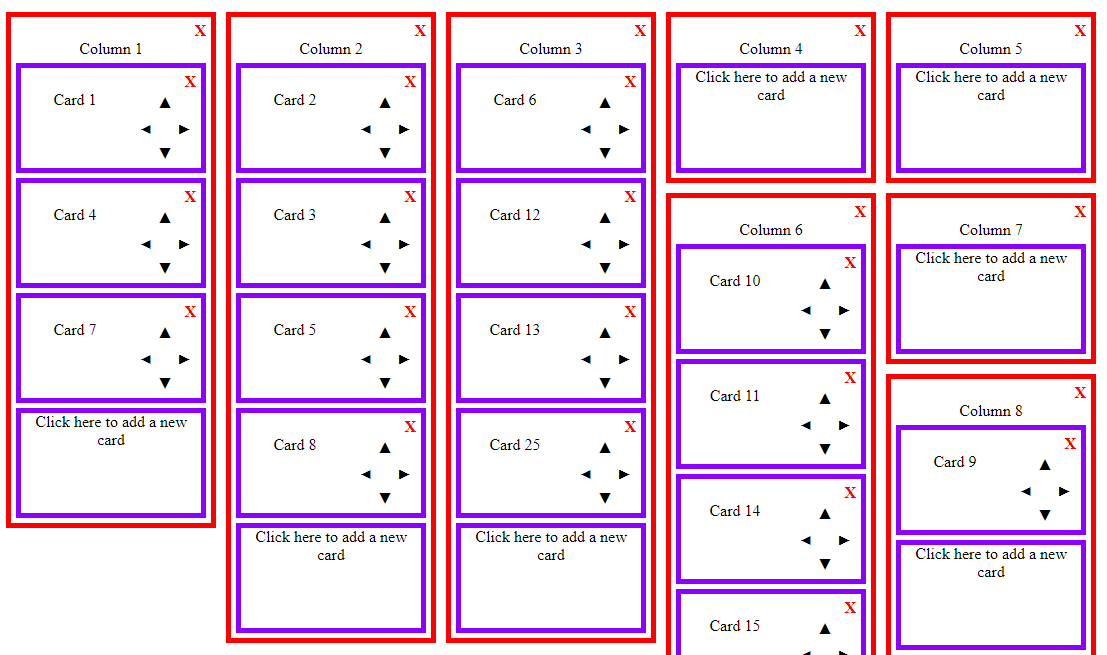 X
Column 1
X
Card 1
▲
◄ ►
▼
X
Card 4
▲
◄ ►
▼
X
Card 7
▲
◄ ►
▼
Click here to add a new
card
X
Column 2
X
Card 2
▲
◄ ►
▼
X
Card 3
▲
◄ ►
▼
X
Card 5
▲
◄ ►
▼
X
Card 8
▲
◄ ►
▼
Click here to add a new
card
X
Column 3
X
Card 6
▲
◄ ►
▼
X
Card 12
▲
◄ ►
▼
X
Card 13
▲
◄ ►
▼
X
Card 25
▲
◄ ►
▼
Click here to add a new
card
X
Column 4
Click here to add a new
card
X
Column 5
Click here to add a new
card
X
Column 6
X
Card 10
▲
◄ ►
▼
X
Card 11
▲
◄ ►
▼
X
Card 14
▲
◄ ►
▼
X
Card 15
▲
◄ ►
X
Column 7
Click here to add a new
card
X
Column 8
X
Card 9
▲
◄ ►
▼
Click here to add a new
card